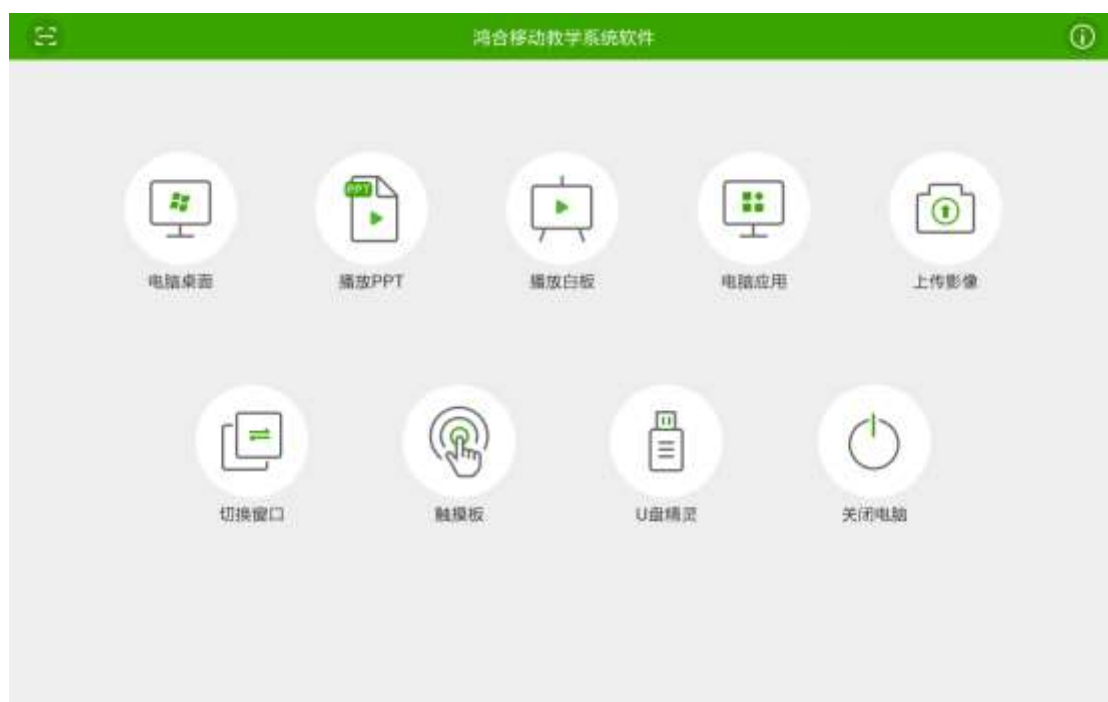 鸿合移动教学系统软件
PPT
电脑桌面
播放PPT
播放白板
电脑应用
上传影像
切换窗口
触摸板
U盘精灵
关闭电脑